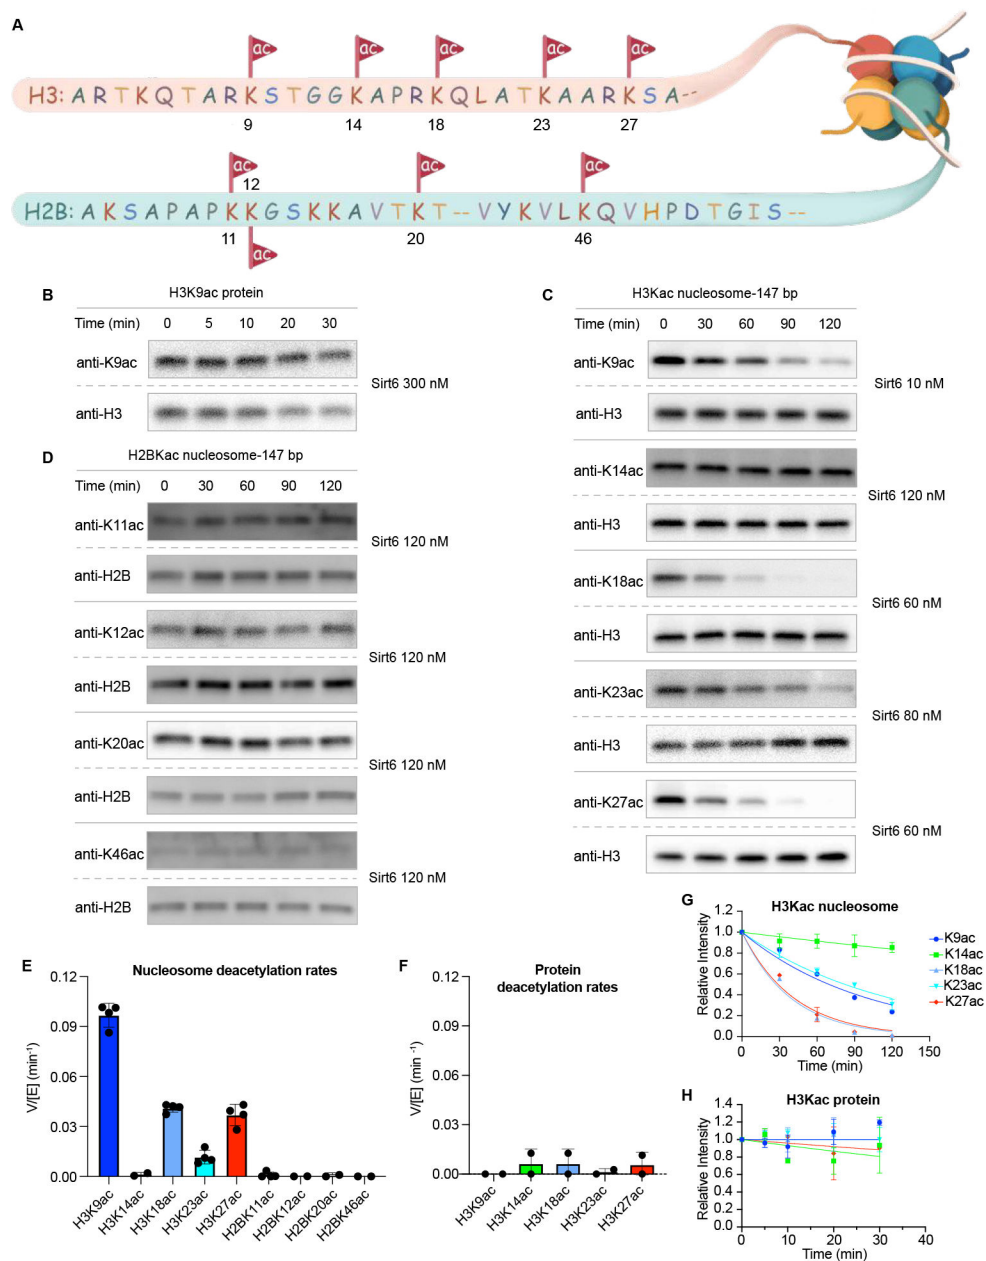 A
ac ac ac ac ac
H3: A R T K Q T A R K S T G G K A P R K Q L A T K A A R K S A --
9 14 18 23 27
ac ac ac
12
H2B: A K S A P A P K K G S K K A V T K T -- V Y K V L K Q V H P D T G I S --
11 20 46
ac
B
H3K9ac protein
Time (min) 0 5 10 20 30
anti-K9ac
Sirt6 300 nM
anti-H3
C
H3Kac nucleosome-147 bp
Time (min) 0 30 60 90 120
anti-K9ac
Sirt6 10 nM
anti-H3
anti-K14ac
Sirt6 120 nM
anti-H3
anti-K18ac
Sirt6 60 nM
anti-H3
anti-K23ac
Sirt6 80 nM
anti-H3
anti-K27ac
Sirt6 60 nM
anti-H3
D
H2BKac nucleosome-147 bp
Time (min) 0 30 60 90 120
anti-K11ac
Sirt6 120 nM
anti-H2B
anti-K12ac
Sirt6 120 nM
anti-H2B
anti-K20ac
Sirt6 120 nM
anti-H2B
anti-K46ac
Sirt6 120 nM
anti-H2B
E
Nucleosome deacetylation rates
V/[E] (min⁻¹)
0.12
0.09
0.06
0.03
0.00
H3K9ac H3K14ac H3K18ac H3K23ac H3K27ac H2BK11ac H2BK12ac H2BK20ac H2BK46ac
F
Protein
deacetylation rates
V/[E] (min⁻¹)
0.12
0.09
0.06
0.03
0.00
H3K9ac H3K14ac H3K18ac H3K23ac H3K27ac
G
H3Kac nucleosome
Relative Intensity
1.2
1.0
0.8
0.6
0.4
0.2
0.0
0 30 60 90 120 150
Time (min)
K9ac
K14ac
K18ac
K23ac
K27ac
H
H3Kac protein
Relative Intensity
1.4
1.2
1.0
0.8
0.6
0.4
0.2
0.0
0 10 20 30 40
Time (min)